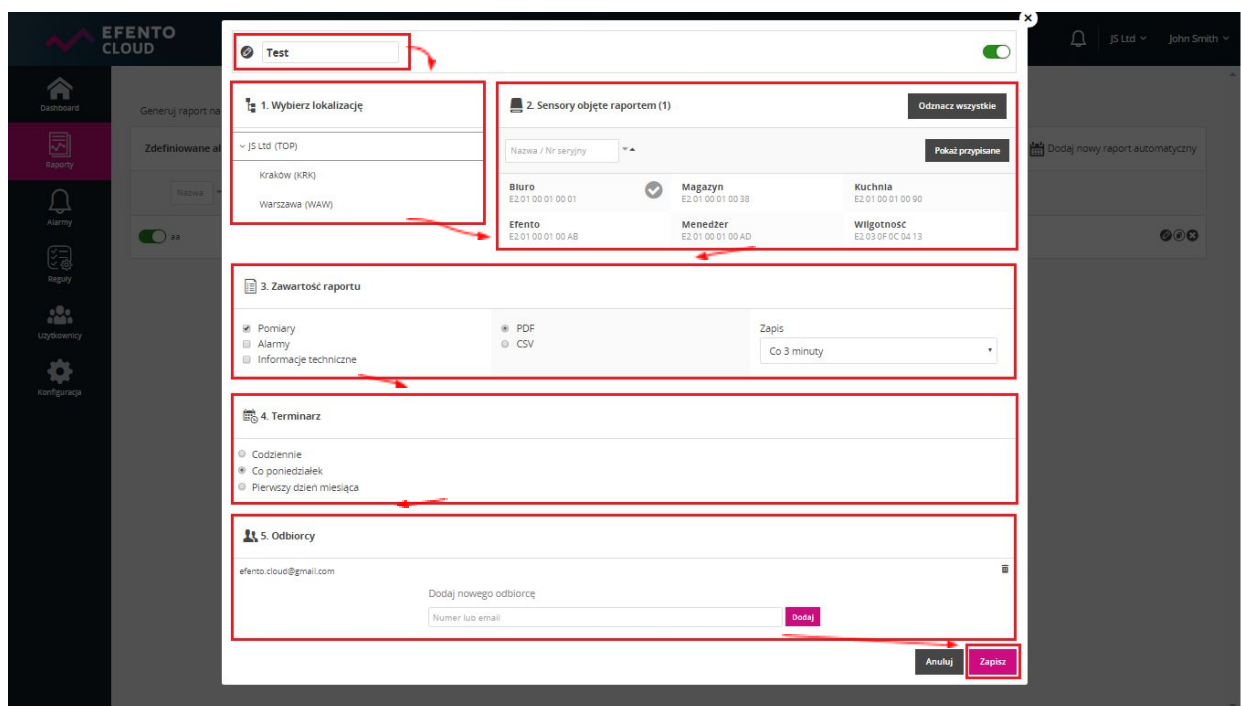 EFENTO
CLOUD
JS Ltd
John Smith
Dashboard
Raporty
Alarmy
Reguły
Użytkownicy
Konfiguracja
Generuj raport na
Zdefiniowane al
Nazwa
aa
Dodaj nowy raport automatyczny
Test
1. Wybierz lokalizację
JS Ltd (TOP)
Kraków (KRK)
Warszawa (WAW)
2. Sensory objęte raportem (1)
Odznacz wszystkie
Nazwa / Nr seryjny
Pokaż przypisane
Biuro
E2 01 00 01 00 01
Magazyn
E2 01 00 01 00 3B
Kuchnia
E2 01 00 01 00 90
Efento
E2 01 00 01 00 AB
Menedżer
E2 01 00 01 00 AD
Wilgotność
E2 03 0F 0C 04 13
3. Zawartość raportu
Pomiary
Alarmy
Informacje techniczne
PDF
CSV
Zapis
Co 3 minuty
4. Terminarz
Codziennie
Co poniedziałek
Pierwszy dzień miesiąca
5. Odbiorcy
efento.cloud@gmail.com
Dodaj nowego odbiorcę
Numer lub email
Dodaj
Anuluj
Zapisz